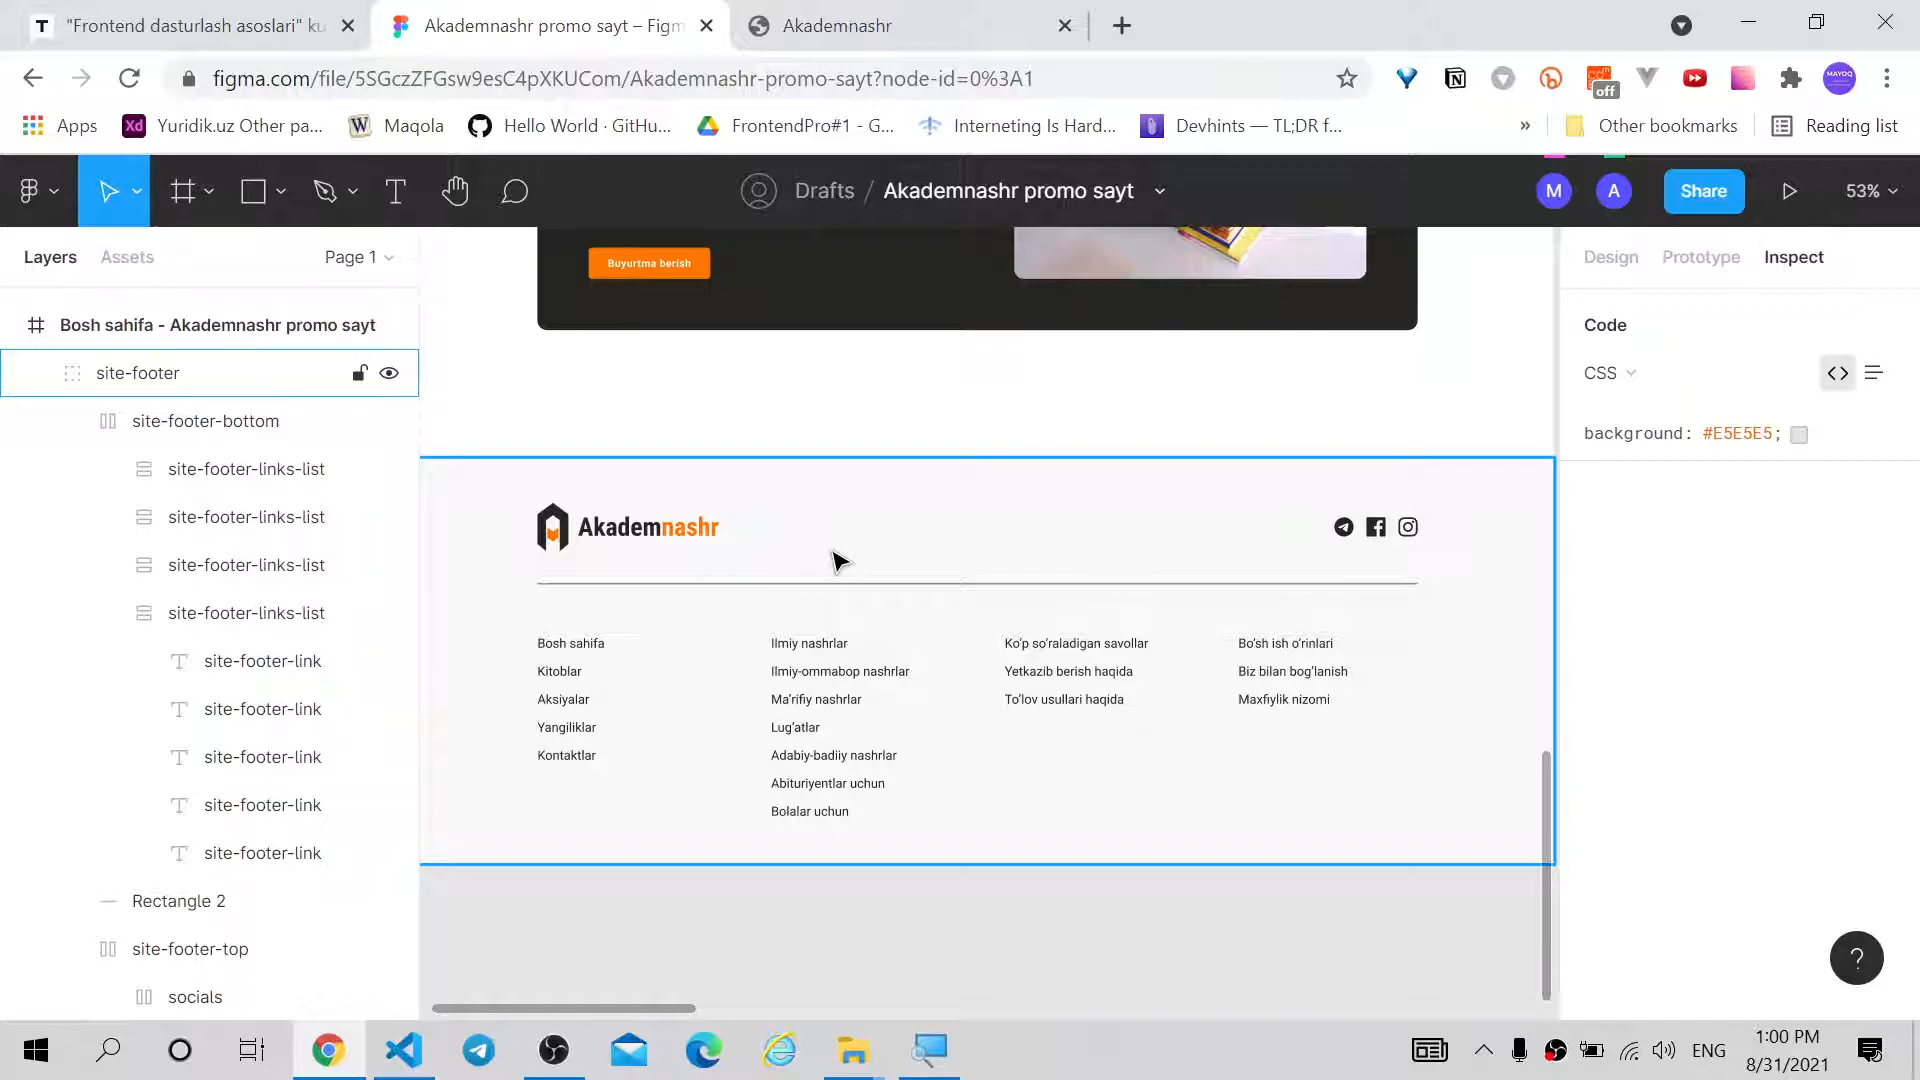 "Frontend dasturlash asoslari" ku
Akademnashr promo sayt – Figm
Akademnashr
figma.com/file/5SGczZFGsw9esC4pXKUCom/Akademnashr-promo-sayt?node-id=0%3A1
off
MAYOQ
Apps
Yuridik.uz Other pa...
Maqola
Hello World · GitHu...
FrontendPro#1 - G...
Interneting Is Hard...
Devhints — TL;DR f...
»
Other bookmarks
Reading list
Drafts / Akademnashr promo sayt
M
A
Share
53%
Layers
Assets
Page 1
Design
Prototype
Inspect
Buyurtma berish
Bosh sahifa - Akademnashr promo sayt
site-footer
site-footer-bottom
site-footer-links-list
site-footer-links-list
site-footer-links-list
site-footer-links-list
site-footer-link
site-footer-link
site-footer-link
site-footer-link
site-footer-link
Rectangle 2
site-footer-top
socials
Code
CSS
background: #E5E5E5;
Akademnashr
Bosh sahifa
Kitoblar
Aksiyalar
Yangiliklar
Kontaktlar
Ilmiy nashrlar
Ilmiy-ommabop nashrlar
Ma’rifiy nashrlar
Lug’atlar
Adabiy-badiiy nashrlar
Abituriyentlar uchun
Bolalar uchun
Ko’p so’raladigan savollar
Yetkazib berish haqida
To’lov usullari haqida
Bo’sh ish o’rinlari
Biz bilan bog’lanish
Maxfiylik nizomi
?
ENG
1:00 PM
8/31/2021